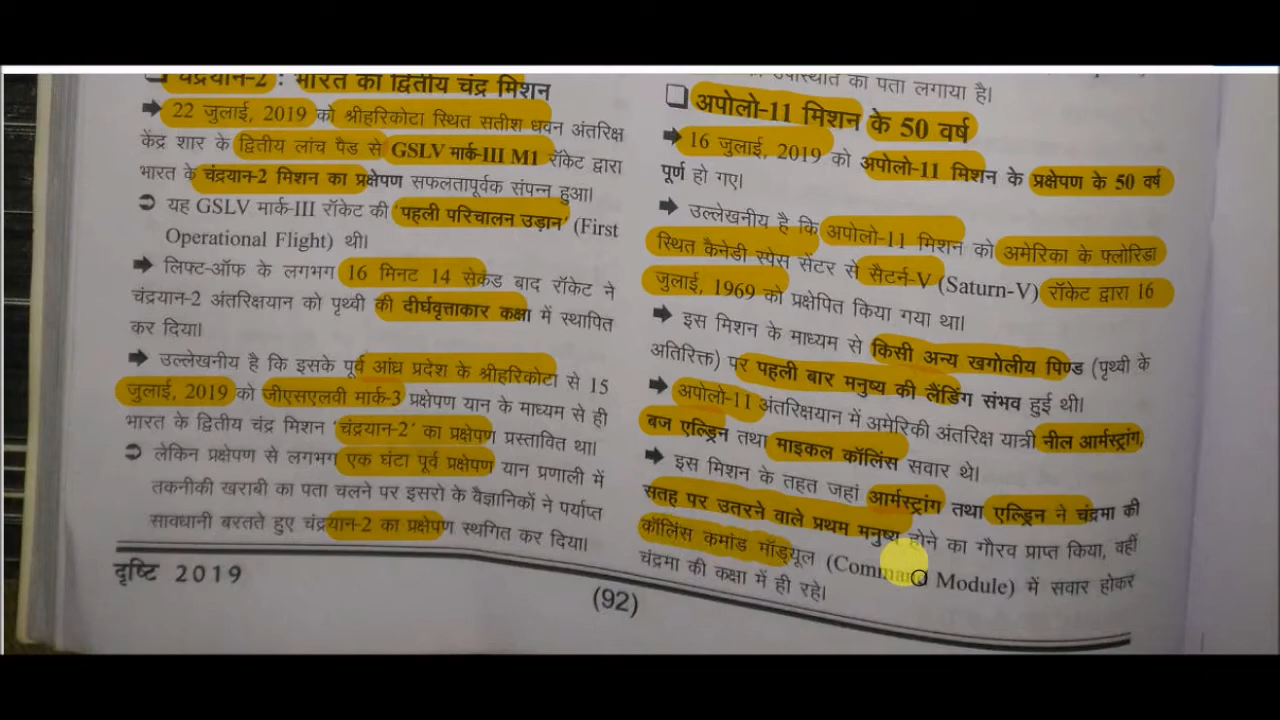 चंद्रयान-2 : भारत का द्वितीय चंद्र मिशन
➡ 22 जुलाई, 2019 को श्रीहरिकोटा स्थित सतीश धवन अंतरिक्ष
केंद्र शार के द्वितीय लांच पैड से GSLV मार्क-III M1 रॉकेट द्वारा
भारत के चंद्रयान-2 मिशन का प्रक्षेपण सफलतापूर्वक संपन्न हुआ।
➲ यह GSLV मार्क-III रॉकेट की 'पहली परिचालन उड़ान' (First
Operational Flight) थी।
➡ लिफ्ट-ऑफ के लगभग 16 मिनट 14 सेकंड बाद रॉकेट ने
चंद्रयान-2 अंतरिक्षयान को पृथ्वी की दीर्घवृत्ताकार कक्षा में स्थापित
कर दिया।
➡ उल्लेखनीय है कि इसके पूर्व आंध्र प्रदेश के श्रीहरिकोटा से 15
जुलाई, 2019 को जीएसएलवी मार्क-3 प्रक्षेपण यान के माध्यम से ही
भारत के द्वितीय चंद्र मिशन 'चंद्रयान-2' का प्रक्षेपण प्रस्तावित था।
➲ लेकिन प्रक्षेपण से लगभग एक घंटा पूर्व प्रक्षेपण यान प्रणाली में
तकनीकी खराबी का पता चलने पर इसरो के वैज्ञानिकों ने पर्याप्त
सावधानी बरतते हुए चंद्रयान-2 का प्रक्षेपण स्थगित कर दिया।
दृष्टि 2019
(92)
उपस्थिति का पता लगाया है।
❑ अपोलो-11 मिशन के 50 वर्ष
➡ 16 जुलाई, 2019 को अपोलो-11 मिशन के प्रक्षेपण के 50 वर्ष
पूर्ण हो गए।
➡ उल्लेखनीय है कि अपोलो-11 मिशन को अमेरिका के फ्लोरिडा
स्थित कैनेडी स्पेस सेंटर से सैटर्न-V (Saturn-V) रॉकेट द्वारा 16
जुलाई, 1969 को प्रक्षेपित किया गया था।
➡ इस मिशन के माध्यम से किसी अन्य खगोलीय पिण्ड (पृथ्वी के
अतिरिक्त) पर पहली बार मनुष्य की लैंडिंग संभव हुई थी।
➡ अपोलो-11 अंतरिक्षयान में अमेरिकी अंतरिक्ष यात्री नील आर्मस्ट्रांग,
बज एल्ड्रिन तथा माइकल कॉलिंस सवार थे।
➡ इस मिशन के तहत जहां आर्मस्ट्रांग तथा एल्ड्रिन ने चंद्रमा की
सतह पर उतरने वाले प्रथम मनुष्य होने का गौरव प्राप्त किया, वहीं
कॉलिंस कमांड मॉड्यूल (Command Module) में सवार होकर
चंद्रमा की कक्षा में ही रहे।